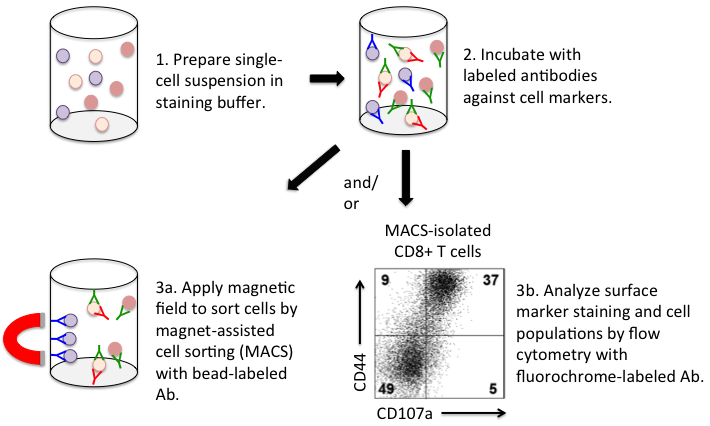 1. Prepare single-
cell suspension in
staining buffer.
2. Incubate with
labeled antibodies
against cell markers.
and/
or
3a. Apply magnetic
field to sort cells by
magnet-assisted
cell sorting (MACS)
with bead-labeled
Ab.
MACS-isolated
CD8+ T cells
9
37
49
5
CD44
CD107a
3b. Analyze surface
marker staining and cell
populations by flow
cytometry with
fluorochrome-labeled Ab.